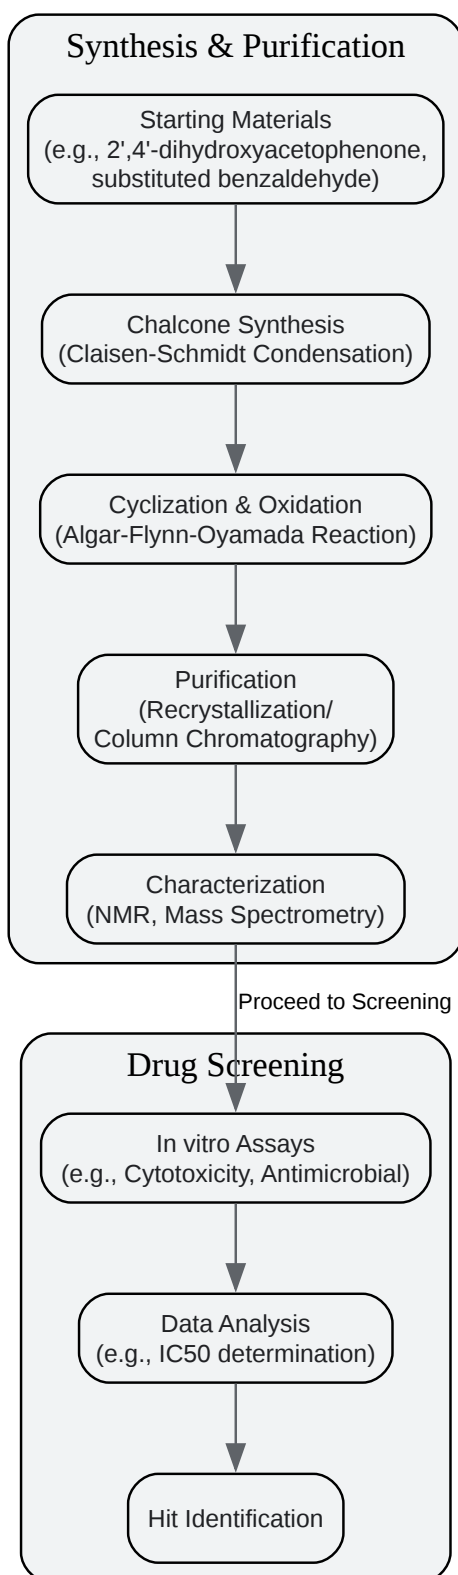 Synthesis & Purification
Starting Materials
(e.g., 2',4'-dihydroxyacetophenone,
substituted benzaldehyde)
Chalcone Synthesis
(Claisen-Schmidt Condensation)
Cyclization & Oxidation
(Algar-Flynn-Oyamada Reaction)
Purification
(Recrystallization/
Column Chromatography)
Characterization
(NMR, Mass Spectrometry)
Proceed to Screening
Drug Screening
In vitro Assays
(e.g., Cytotoxicity, Antimicrobial)
Data Analysis
(e.g., IC50 determination)
Hit Identification